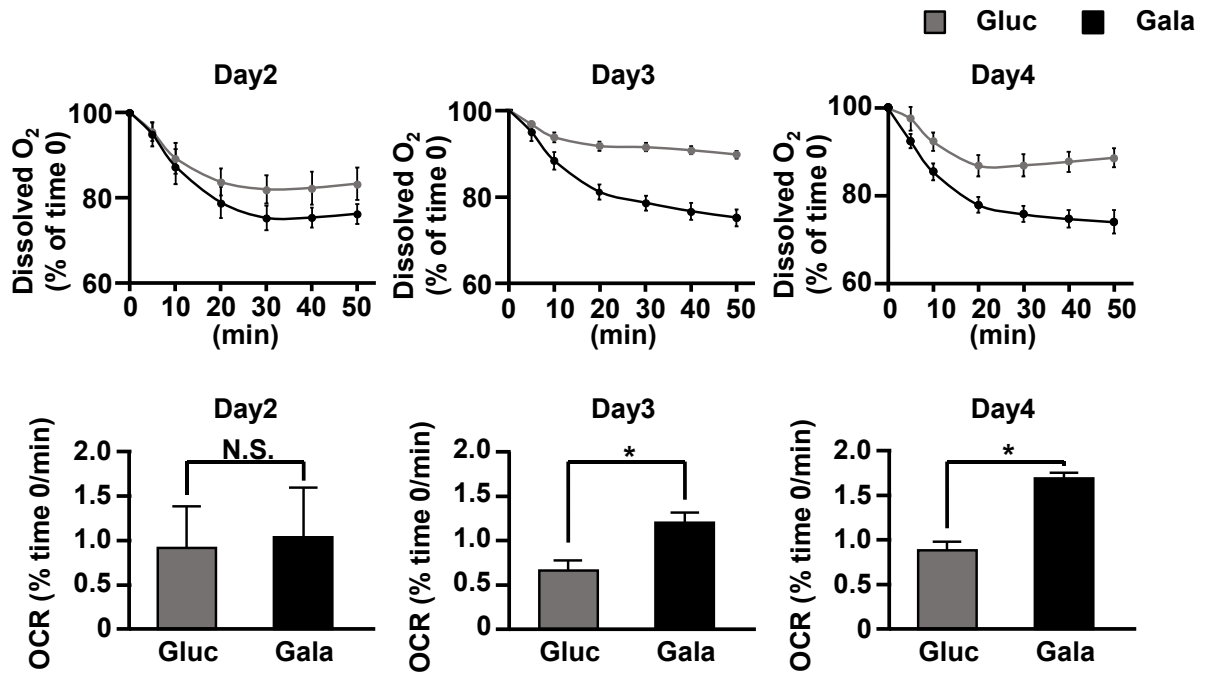 Gluc Gala
Day2 Day3 Day4
Dissolved O₂
(% of time 0)
100
80
60
0 10 20 30 40 50
(min)
Dissolved O₂
(% of time 0)
100
80
60
0 10 20 30 40 50
(min)
Dissolved O₂
(% of time 0)
100
80
60
0 10 20 30 40 50
(min)
Day2 Day3 Day4
OCR (% time 0/min)
2.0
1.5
1.0
0.5
0
N.S.
Gluc Gala
OCR (% time 0/min)
2.0
1.5
1.0
0.5
0
*
Gluc Gala
OCR (% time 0/min)
2.0
1.5
1.0
0.5
0
*
Gluc Gala